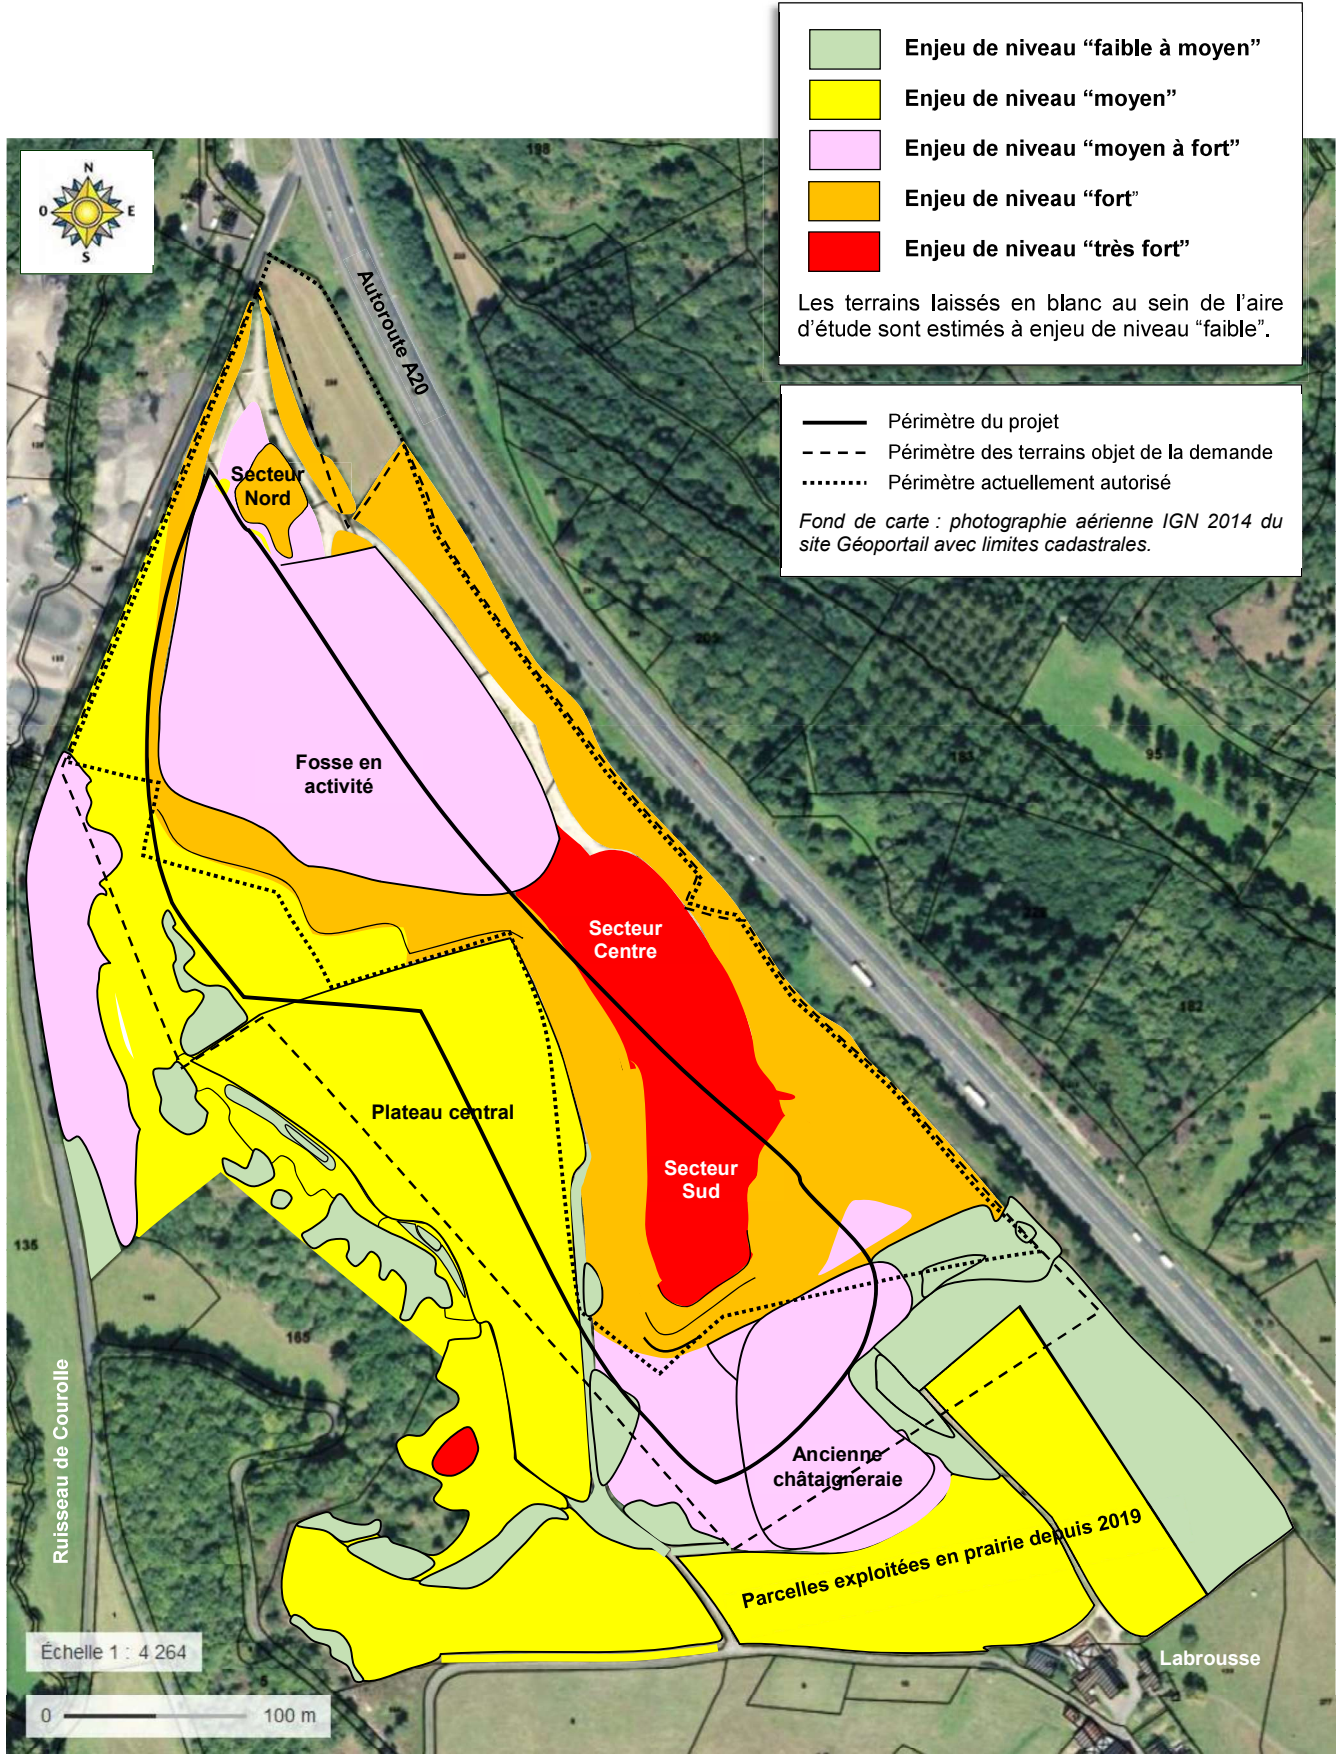 Enjeu de niveau “faible à moyen”
Enjeu de niveau “moyen”
Enjeu de niveau “moyen à fort”
Enjeu de niveau “fort”
Enjeu de niveau “très fort”
Les terrains laissés en blanc au sein de l'aire
d'étude sont estimés à enjeu de niveau “faible”.
Périmètre du projet
Périmètre des terrains objet de la demande
Périmètre actuellement autorisé
Fond de carte : photographie aérienne IGN 2014 du
site Géoportail avec limites cadastrales.
N
O
E
S
198
Autoroute A20
Secteur
Nord
Fosse en
activité
95
Secteur
Centre
182
Plateau central
Secteur
Sud
135
165
Ruisseau de Courolle
Ancienne
châtaigneraie
Parcelles exploitées en prairie depuis 2019
Labrousse
Échelle 1 : 4 264
0
100 m